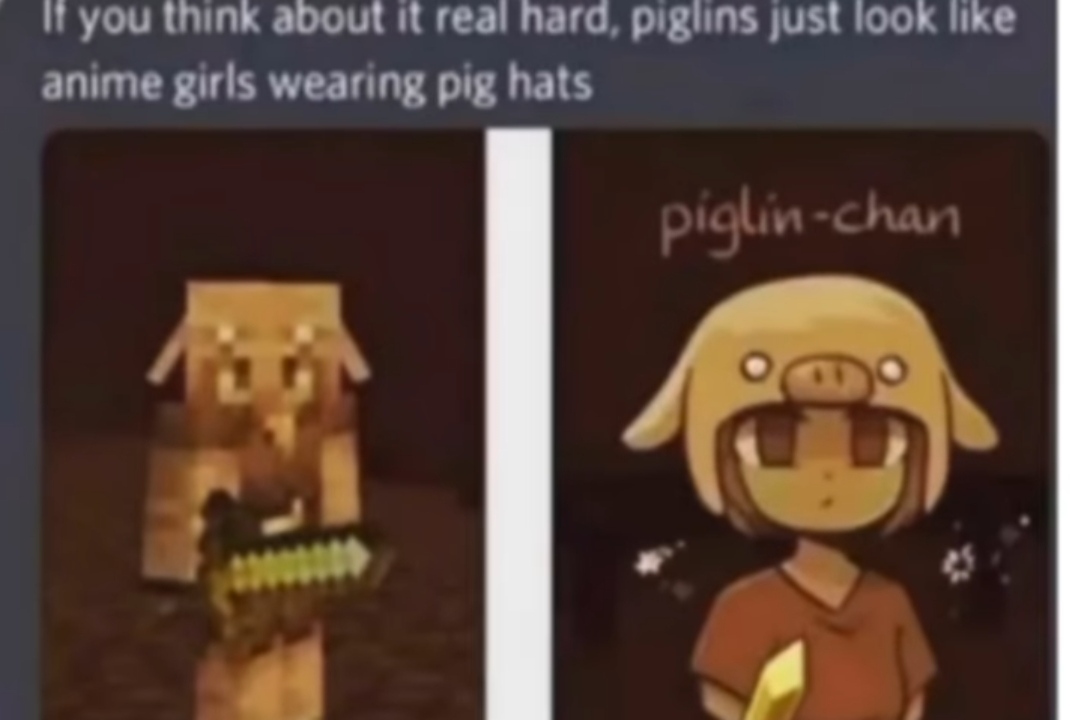 If you think about it real hard, piglins just look like
anime girls wearing pig hats
piglin-chan